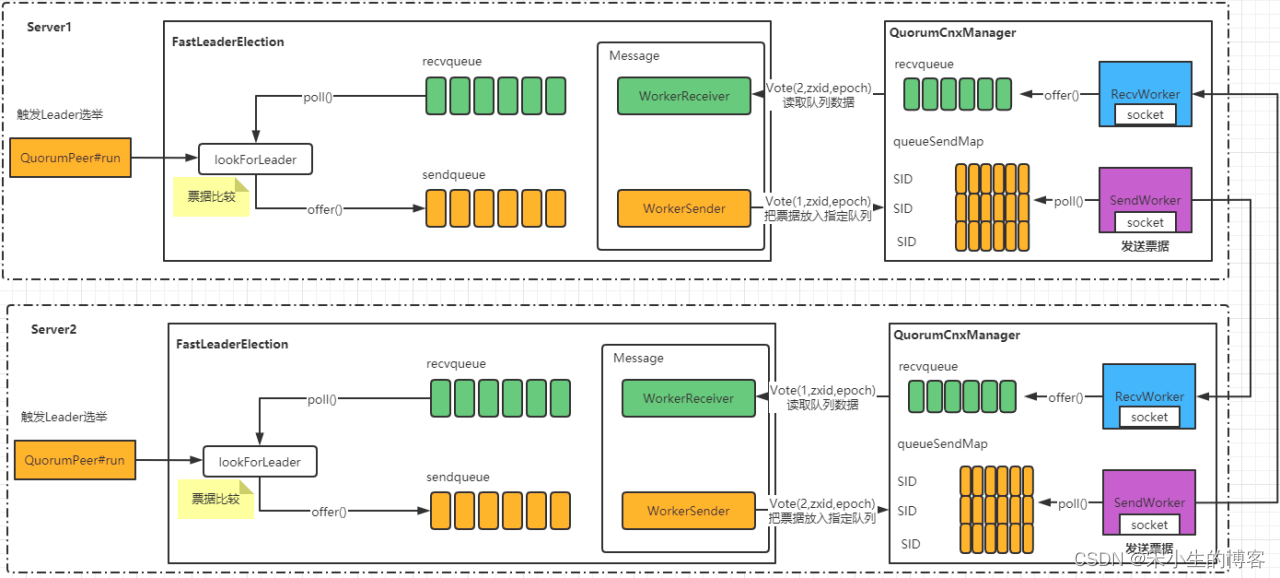 Server1
FastLeaderElection
QuorumCnxManager
recvqueue
Message
recvqueue
poll()
WorkerReceiver
Vote(2,zxid,epoch)
读取队列数据
offer()
RecvWorker
socket
触发Leader选举
QuorumPeer#run
lookForLeader
票据比较
sendqueue
offer()
WorkerSender
Vote(1,zxid,epoch)
把票据放入指定队列
queueSendMap
SID
SID
SID
poll()
SendWorker
socket
发送票据
Server2
FastLeaderElection
QuorumCnxManager
recvqueue
Message
recvqueue
poll()
WorkerReceiver
Vote(1,zxid,epoch)
读取队列数据
offer()
RecvWorker
socket
触发Leader选举
QuorumPeer#run
lookForLeader
票据比较
sendqueue
offer()
WorkerSender
Vote(2,zxid,epoch)
把票据放入指定队列
queueSendMap
SID
SID
SID
poll()
SendWorker
socket
发送票据
CSDN @宋小生的博客